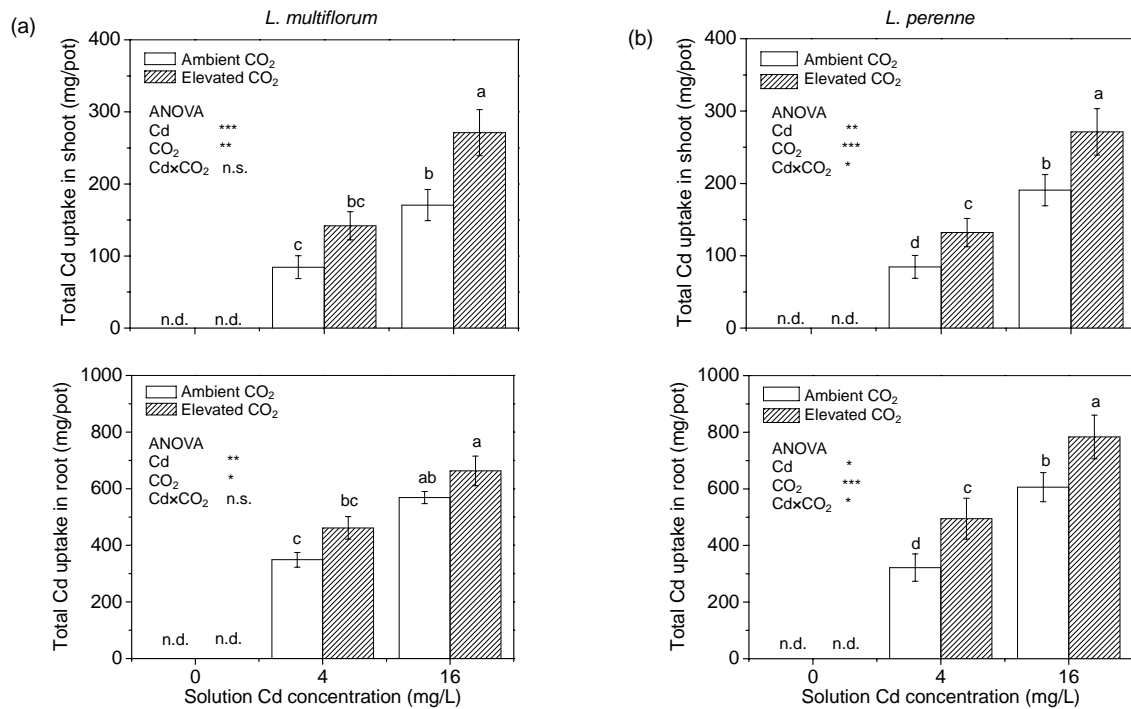 L. multiflorum
(a)
400
300
200
100
0
Total Cd uptake in shoot (mg/pot)
Ambient CO₂
Elevated CO₂
ANOVA
Cd ***
CO₂ **
Cd×CO₂ n.s.
n.d. n.d.
c
bc
b
a
1000
800
600
400
200
0
Total Cd uptake in root (mg/pot)
Ambient CO₂
Elevated CO₂
ANOVA
Cd **
CO₂ *
Cd×CO₂ n.s.
n.d. n.d.
c
bc
ab
a
0 4 16
Solution Cd concentration (mg/L)
L. perenne
(b)
400
300
200
100
0
Total Cd uptake in shoot (mg/pot)
Ambient CO₂
Elevated CO₂
ANOVA
Cd **
CO₂ ***
Cd×CO₂ *
n.d. n.d.
d
c
b
a
1000
800
600
400
200
0
Total Cd uptake in root (mg/pot)
Ambient CO₂
Elevated CO₂
ANOVA
Cd *
CO₂ ***
Cd×CO₂ *
n.d. n.d.
d
c
b
a
0 4 16
Solution Cd concentration (mg/L)